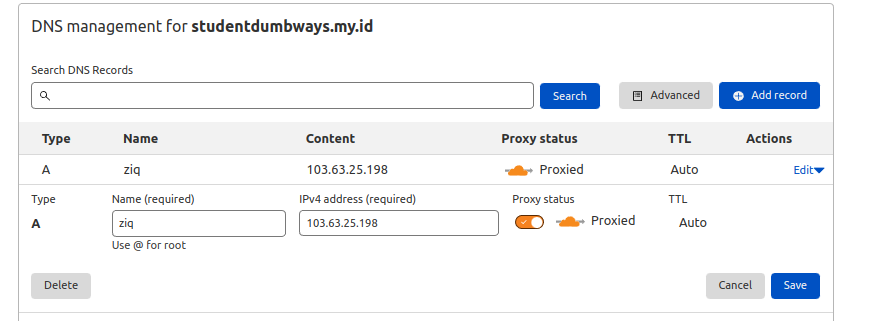 DNS management for studentdumbways.my.id
Search DNS Records
Search Advanced Add record
Type Name Content Proxy status TTL Actions
A ziq 103.63.25.198 Proxied Auto Edit
Type Name (required) IPv4 address (required) Proxy status TTL
A ziq 103.63.25.198 Proxied Auto
Use @ for root
Delete Cancel Save